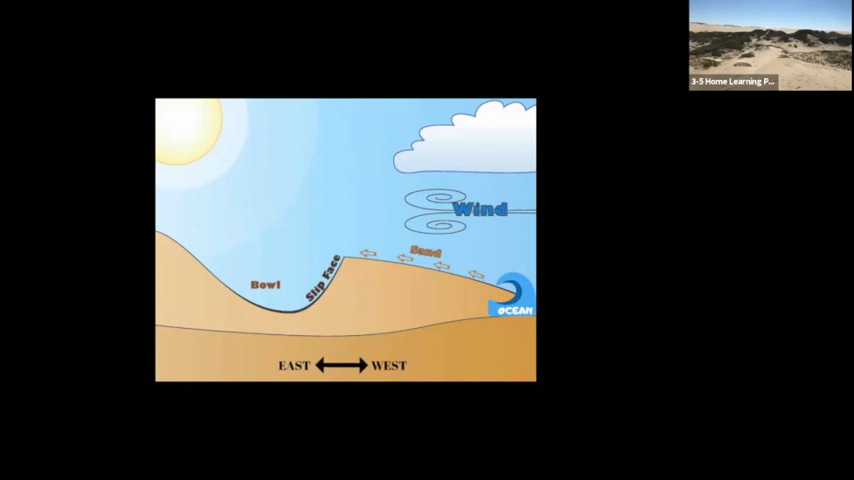 3-5 Home Learning P...
Wind
Sand
Bowl
Slip Face
OCEAN
EAST WEST